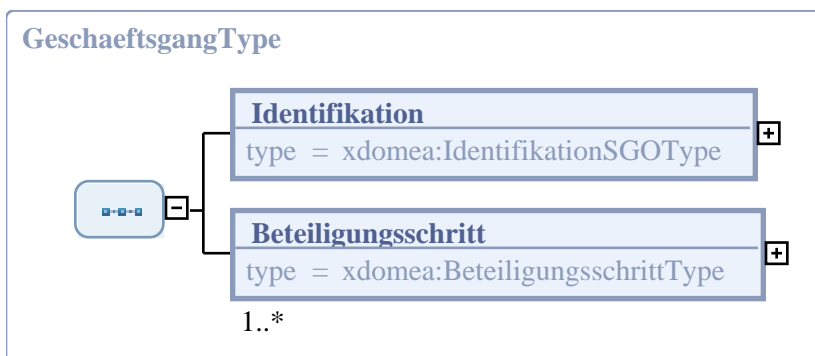 GeschaeftsgangType
Identifikation
type = xdomea:IdentifikationSGOType
Beteiligungsschritt
type = xdomea:BeteiligungsschrittType
1..*